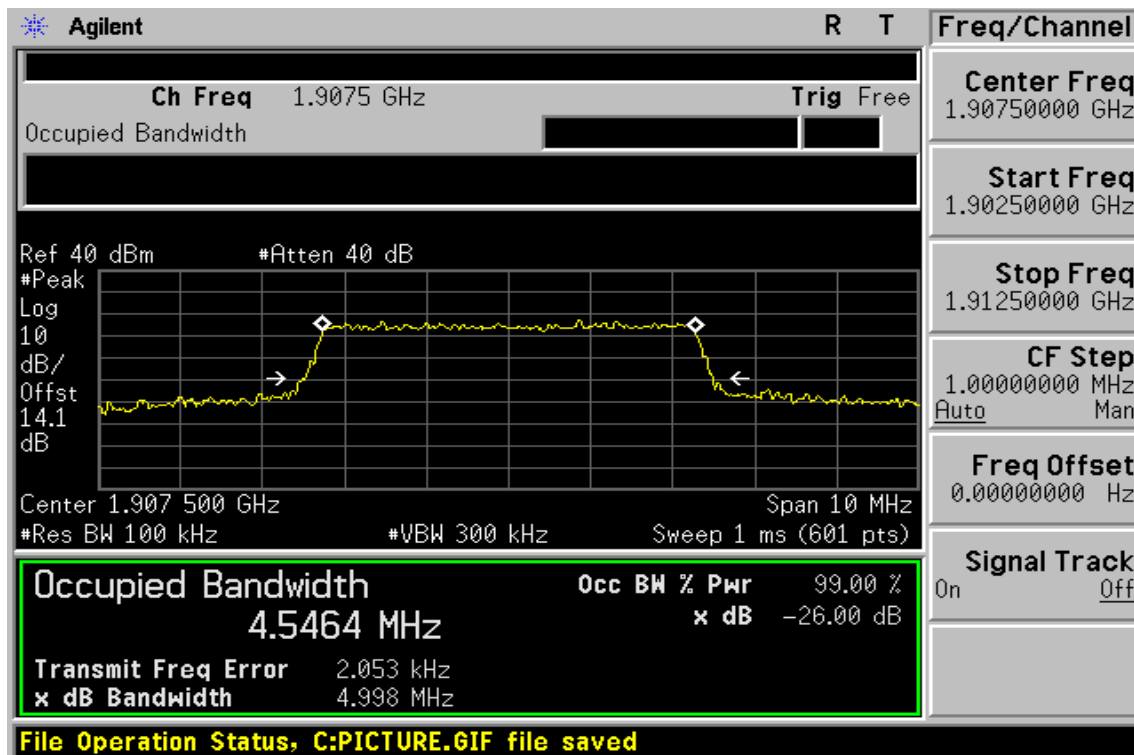 Agilent R T
Freq/Channel
Ch Freq 1.9075 GHz Trig Free
Occupied Bandwidth
Center Freq
1.90750000 GHz
Start Freq
1.90250000 GHz
Stop Freq
1.91250000 GHz
CF Step
1.00000000 MHz
Auto Man
Freq Offset
0.00000000 Hz
Signal Track
On Off
Ref 40 dBm #Atten 40 dB
#Peak
Log
10
dB/
Offst
14.1
dB
Center 1.907 500 GHz Span 10 MHz
#Res BW 100 kHz #VBW 300 kHz Sweep 1 ms (601 pts)
Occupied Bandwidth
4.5464 MHz
Occ BW % Pwr 99.00 %
x dB -26.00 dB
Transmit Freq Error 2.053 kHz
x dB Bandwidth 4.998 MHz
File Operation Status, C:PICTURE.GIF file saved